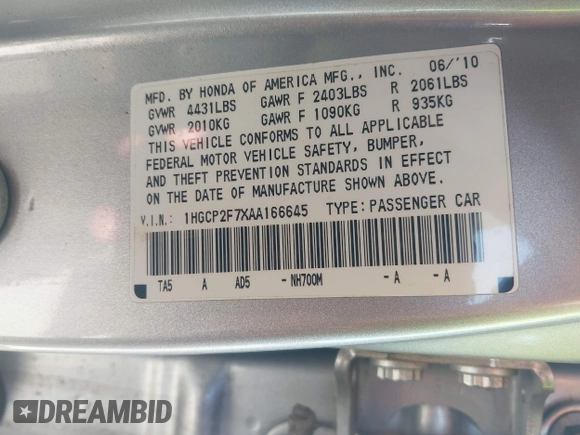 MFD. BY HONDA OF AMERICA MFG., INC. 06/'10
GVWR 4431LBS GAWR F 2403LBS R 2061LBS
GVWR 2010KG GAWR F 1090KG R 935KG
THIS VEHICLE CONFORMS TO ALL APPLICABLE
FEDERAL MOTOR VEHICLE SAFETY, BUMPER,
AND THEFT PREVENTION STANDARDS IN EFFECT
ON THE DATE OF MANUFACTURE SHOWN ABOVE.
V.I.N.: 1HGCP2F7XAA166645 TYPE:PASSENGER CAR
TA5 A AD5 -NH700M -A -A
DREAMBID